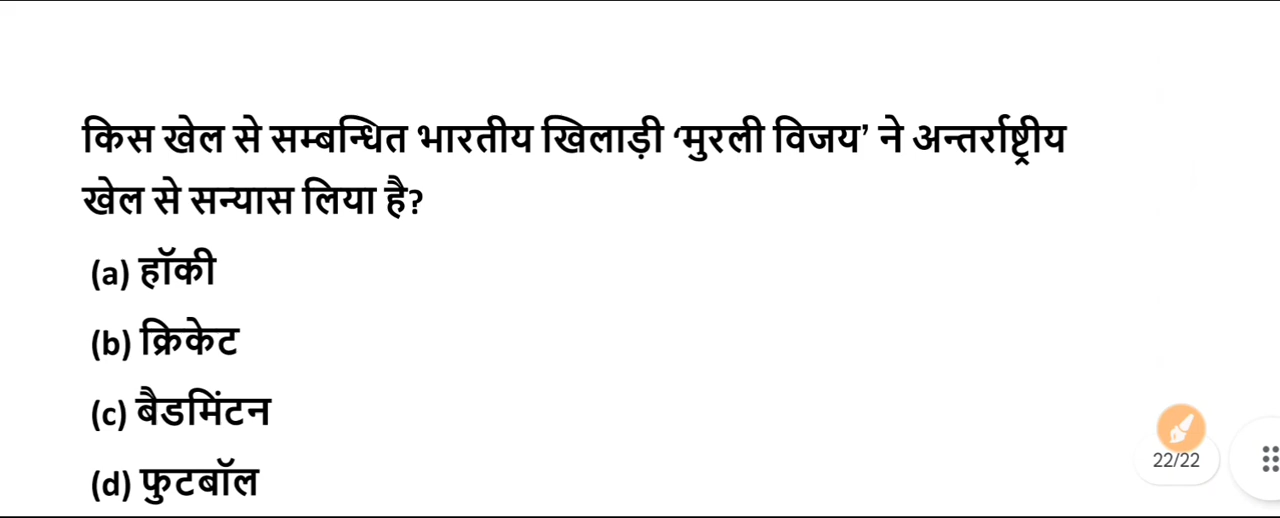 किस खेल से सम्बन्धित भारतीय खिलाड़ी ‘मुरली विजय’ ने अन्तर्राष्ट्रीय
खेल से सन्यास लिया है?
(a) हॉकी
(b) क्रिकेट
(c) बैडमिंटन
(d) फुटबॉल
22/22